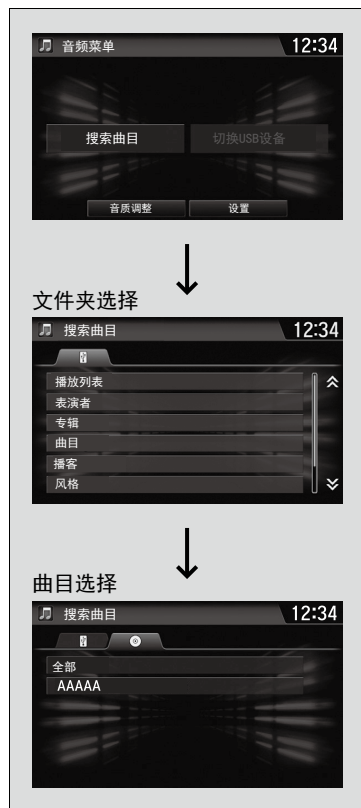 音频菜单 12:34
搜索曲目 切换USB设备
音质调整 设置
文件夹选择
搜索曲目 12:34
播放列表
表演者
专辑
曲目
播客
风格
曲目选择
搜索曲目 12:34
全部
AAAAA